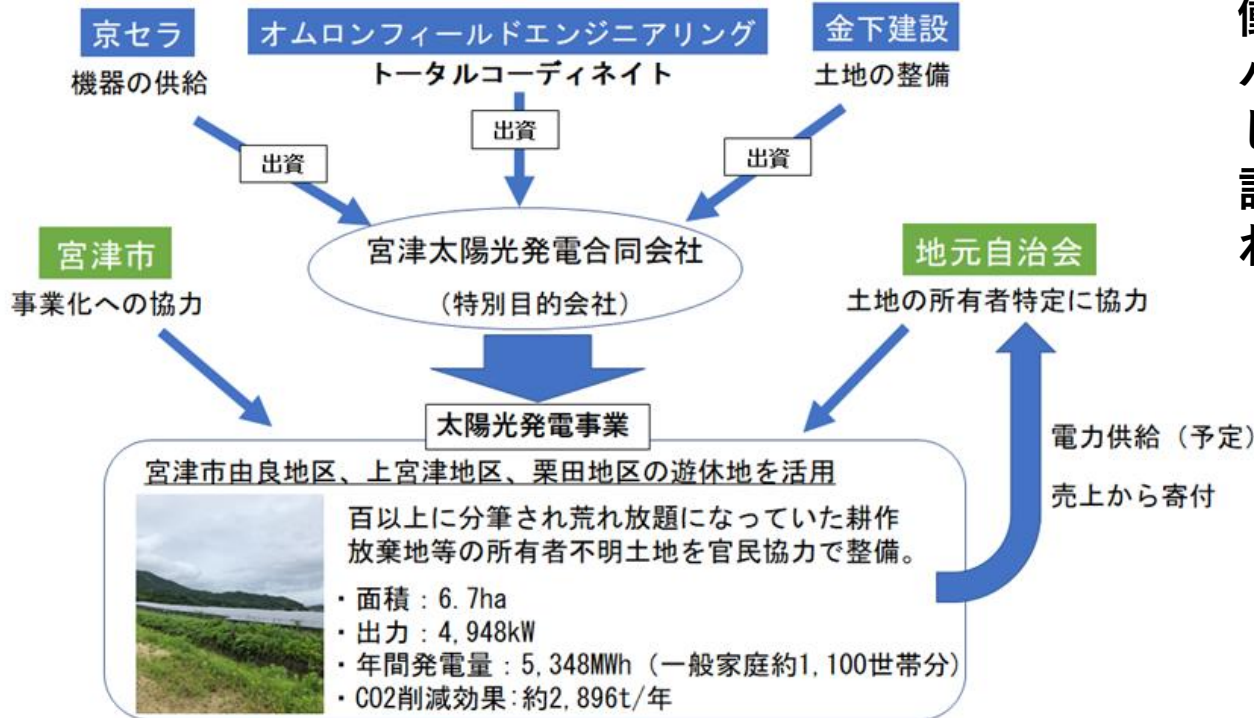 京セラ
機器の供給
オムロンフィールドエンジニアリング
トータルコーディネイト
金下建設
土地の整備
出資
出資
出資
宮津太陽光発電合同会社
(特別目的会社)
宮津市
事業化への協力
地元自治会
土地の所有者特定に協力
太陽光発電事業
宮津市由良地区、上宮津地区、栗田地区の遊休地を活用
百以上に分筆され荒れ放題になっていた耕作
放棄地等の所有者不明土地を官民協力で整備。
・面積：6.7ha
・出力：4,948kW
・年間発電量：5,348MWh（一般家庭約1,100世帯分）
・CO2削減効果:約2,896t/年
電力供給（予定）
売上から寄付